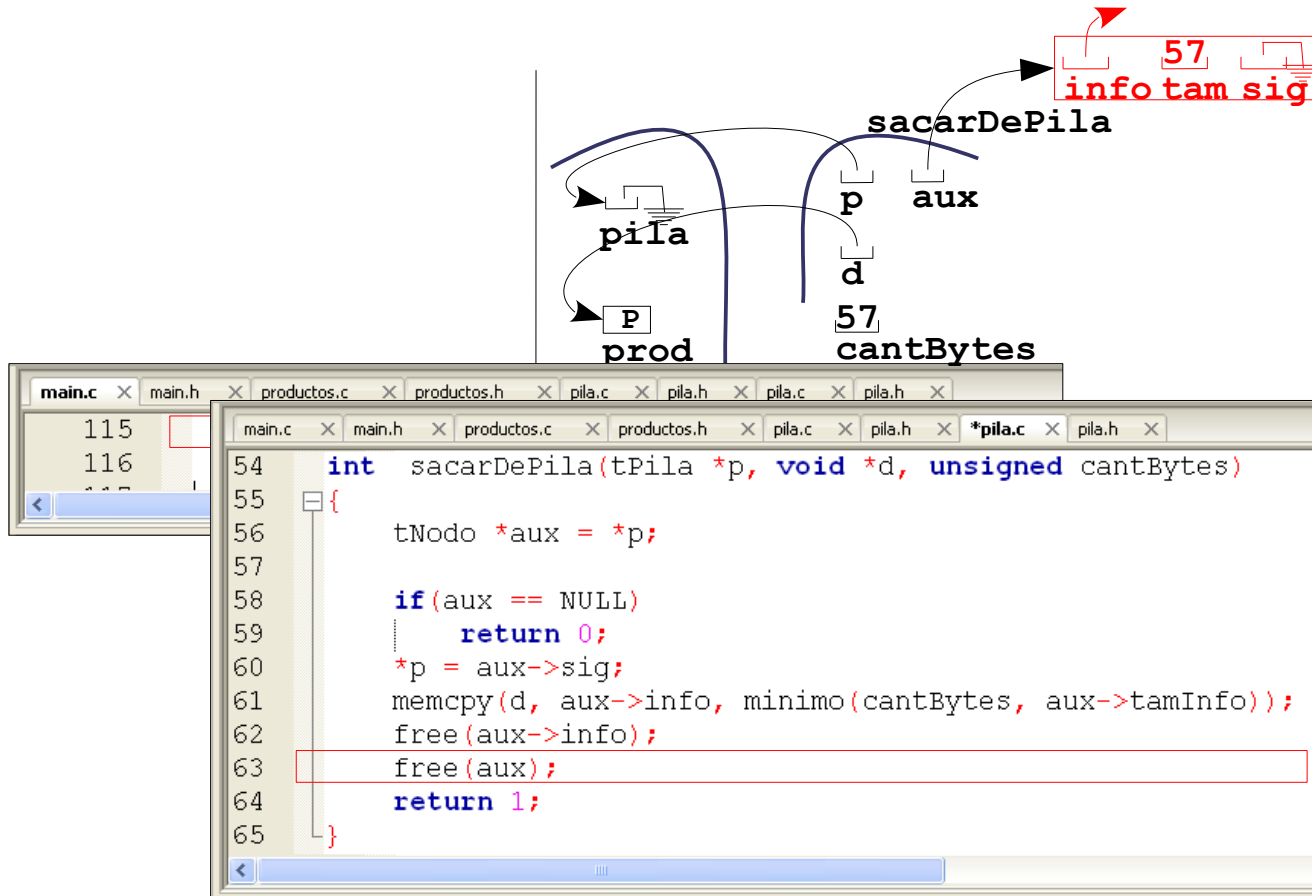 57
info tam sig
sacarDePila
p aux
pila
d
P 57
prod cantBytes
main.c main.h productos.c productos.h pila.c pila.h pila.c pila.h
115
116
117
main.c main.h productos.c productos.h pila.c pila.h *pila.c pila.h
54 int sacarDePila(tPila *p, void *d, unsigned cantBytes)
55 {
56 tNodo *aux = *p;
57
58 if(aux == NULL)
59 return 0;
60 *p = aux->sig;
61 memcpy(d, aux->info, minimo(cantBytes, aux->tamInfo));
62 free(aux->info);
63 free(aux);
64 return 1;
65 }